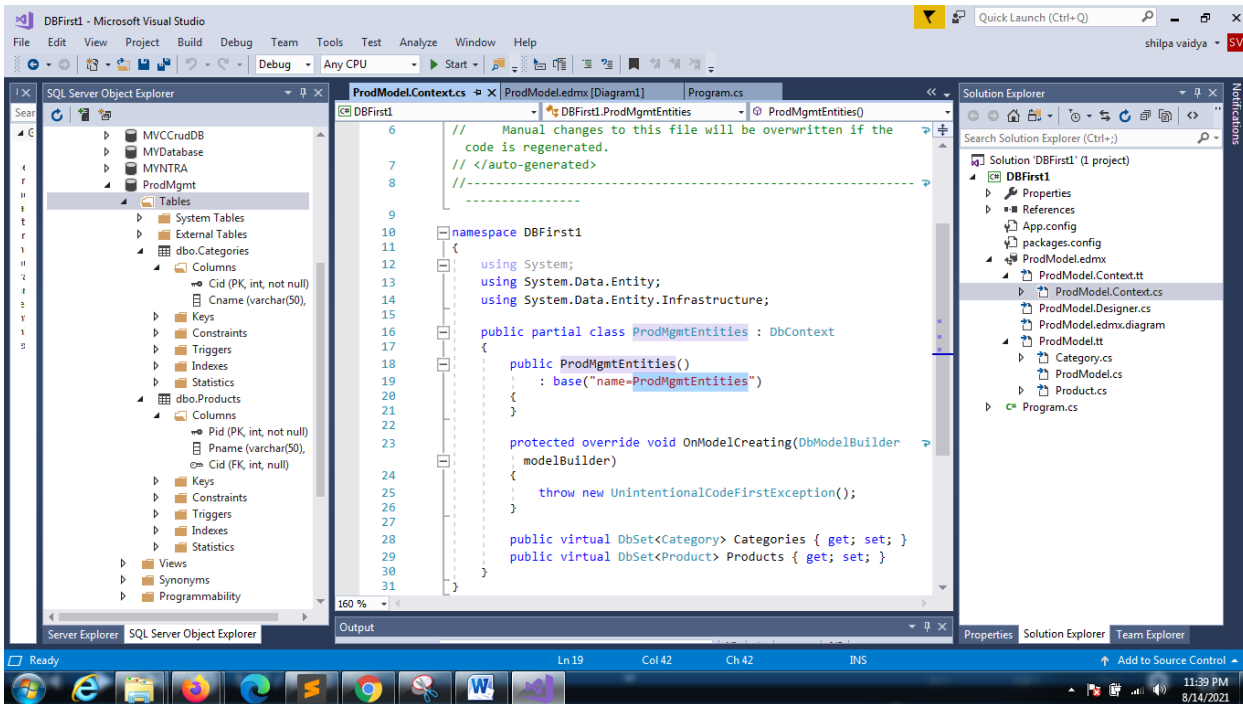 DBFirst1 - Microsoft Visual Studio
Quick Launch (Ctrl+Q)
File Edit View Project Build Debug Team Tools Test Analyze Window Help
shilpa vaidya
SV
Debug
Any CPU
Start
SQL Server Object Explorer
MVCCrudDB
MYDatabase
MYNTRA
ProdMgmt
Tables
System Tables
External Tables
dbo.Categories
Columns
Cid (PK, int, not null)
Cname (varchar(50),
Keys
Constraints
Triggers
Indexes
Statistics
dbo.Products
Columns
Pid (PK, int, not null)
Pname (varchar(50),
Cid (FK, int, null)
Keys
Constraints
Triggers
Indexes
Statistics
Views
Synonyms
Programmability
Server Explorer SQL Server Object Explorer
ProdModel.Context.cs ProdModel.edmx [Diagram1] Program.cs
DBFirst1 DBFirst1.ProdMgmtEntities ProdMgmtEntities()
6 // Manual changes to this file will be overwritten if the
code is regenerated.
7 // </auto-generated>
8 //--------------------------------------------------------------
----------------
9
10 namespace DBFirst1
11 {
12 using System;
13 using System.Data.Entity;
14 using System.Data.Entity.Infrastructure;
15
16 public partial class ProdMgmtEntities : DbContext
17 {
18 public ProdMgmtEntities()
19 : base("name=ProdMgmtEntities")
20 {
21 }
22
23 protected override void OnModelCreating(DbModelBuilder
modelBuilder)
24 {
25 throw new UnintentionalCodeFirstException();
26 }
27
28 public virtual DbSet<Category> Categories { get; set; }
29 public virtual DbSet<Product> Products { get; set; }
30 }
31 }
160 %
Output
Solution Explorer
Search Solution Explorer (Ctrl+;)
Solution 'DBFirst1' (1 project)
DBFirst1
Properties
References
App.config
packages.config
ProdModel.edmx
ProdModel.Context.tt
ProdModel.Context.cs
ProdModel.Designer.cs
ProdModel.edmx.diagram
ProdModel.tt
Category.cs
ProdModel.cs
Product.cs
Program.cs
Properties Solution Explorer Team Explorer
Notifications
Ready
Ln 19 Col 42 Ch 42 INS
Add to Source Control
11:39 PM
8/14/2021